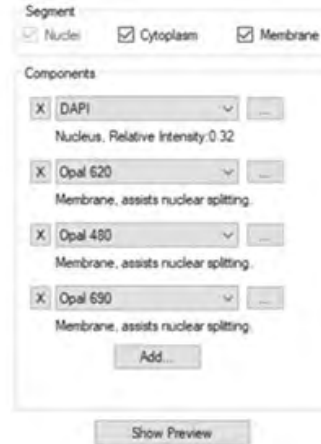 Segment
Nuclei Cytoplasm Membrane
Components
X DAPI ...
Nucleus, Relative Intensity:0.32
X Opal 620 ...
Membrane, assists nuclear splitting.
X Opal 480 ...
Membrane, assists nuclear splitting.
X Opal 690 ...
Membrane, assists nuclear splitting.
Add...
Show Preview